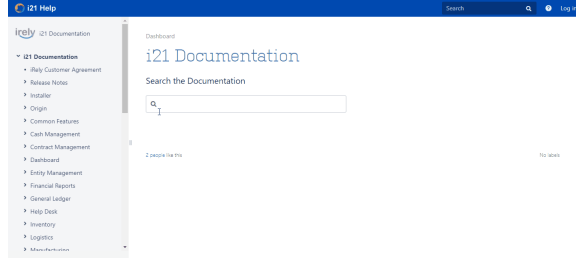 i21 Help
Search
Log in
irely i21 Documentation
i21 Documentation
iRely Customer Agreement
Release Notes
Installer
Origin
Common Features
Cash Management
Contract Management
Dashboard
Entity Management
Financial Reports
General Ledger
Help Desk
Inventory
Logistics
Manufacturing
Dashboard
i21 Documentation
Search the Documentation
2 people like this
No labels